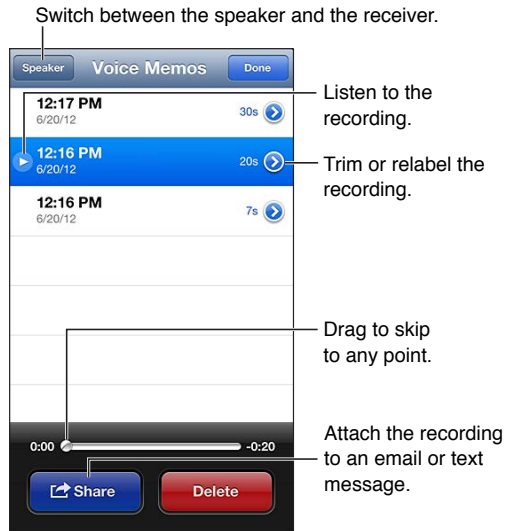 Switch between the speaker and the receiver.
Speaker
Voice Memos
Done
12:17 PM
6/20/12
30s
Listen to the
recording.
12:16 PM
6/20/12
20s
Trim or relabel the
recording.
12:16 PM
6/20/12
7s
Drag to skip
to any point.
0:00
-0:20
Attach the recording
to an email or text
message.
Share
Delete